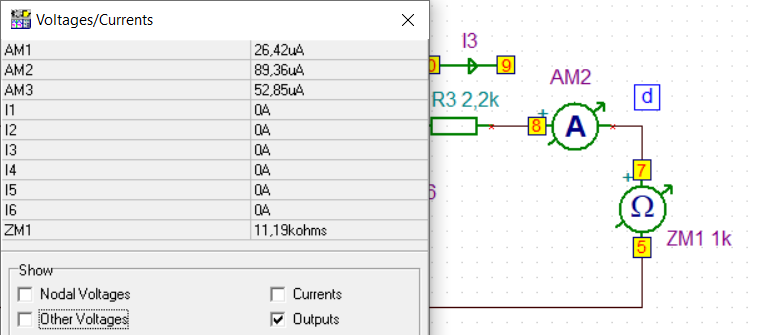 Voltages/Currents
AM1 26,42uA
AM2 89,36uA
AM3 52,85uA
I1 0A
I2 0A
I3 0A
I4 0A
I5 0A
I6 0A
ZM1 11,19kohms
Show
Nodal Voltages Currents
Other Voltages Outputs
I3
9
AM2
R3 2,2k
d
8
A
+
7
+
Ω
ZM1 1k
5